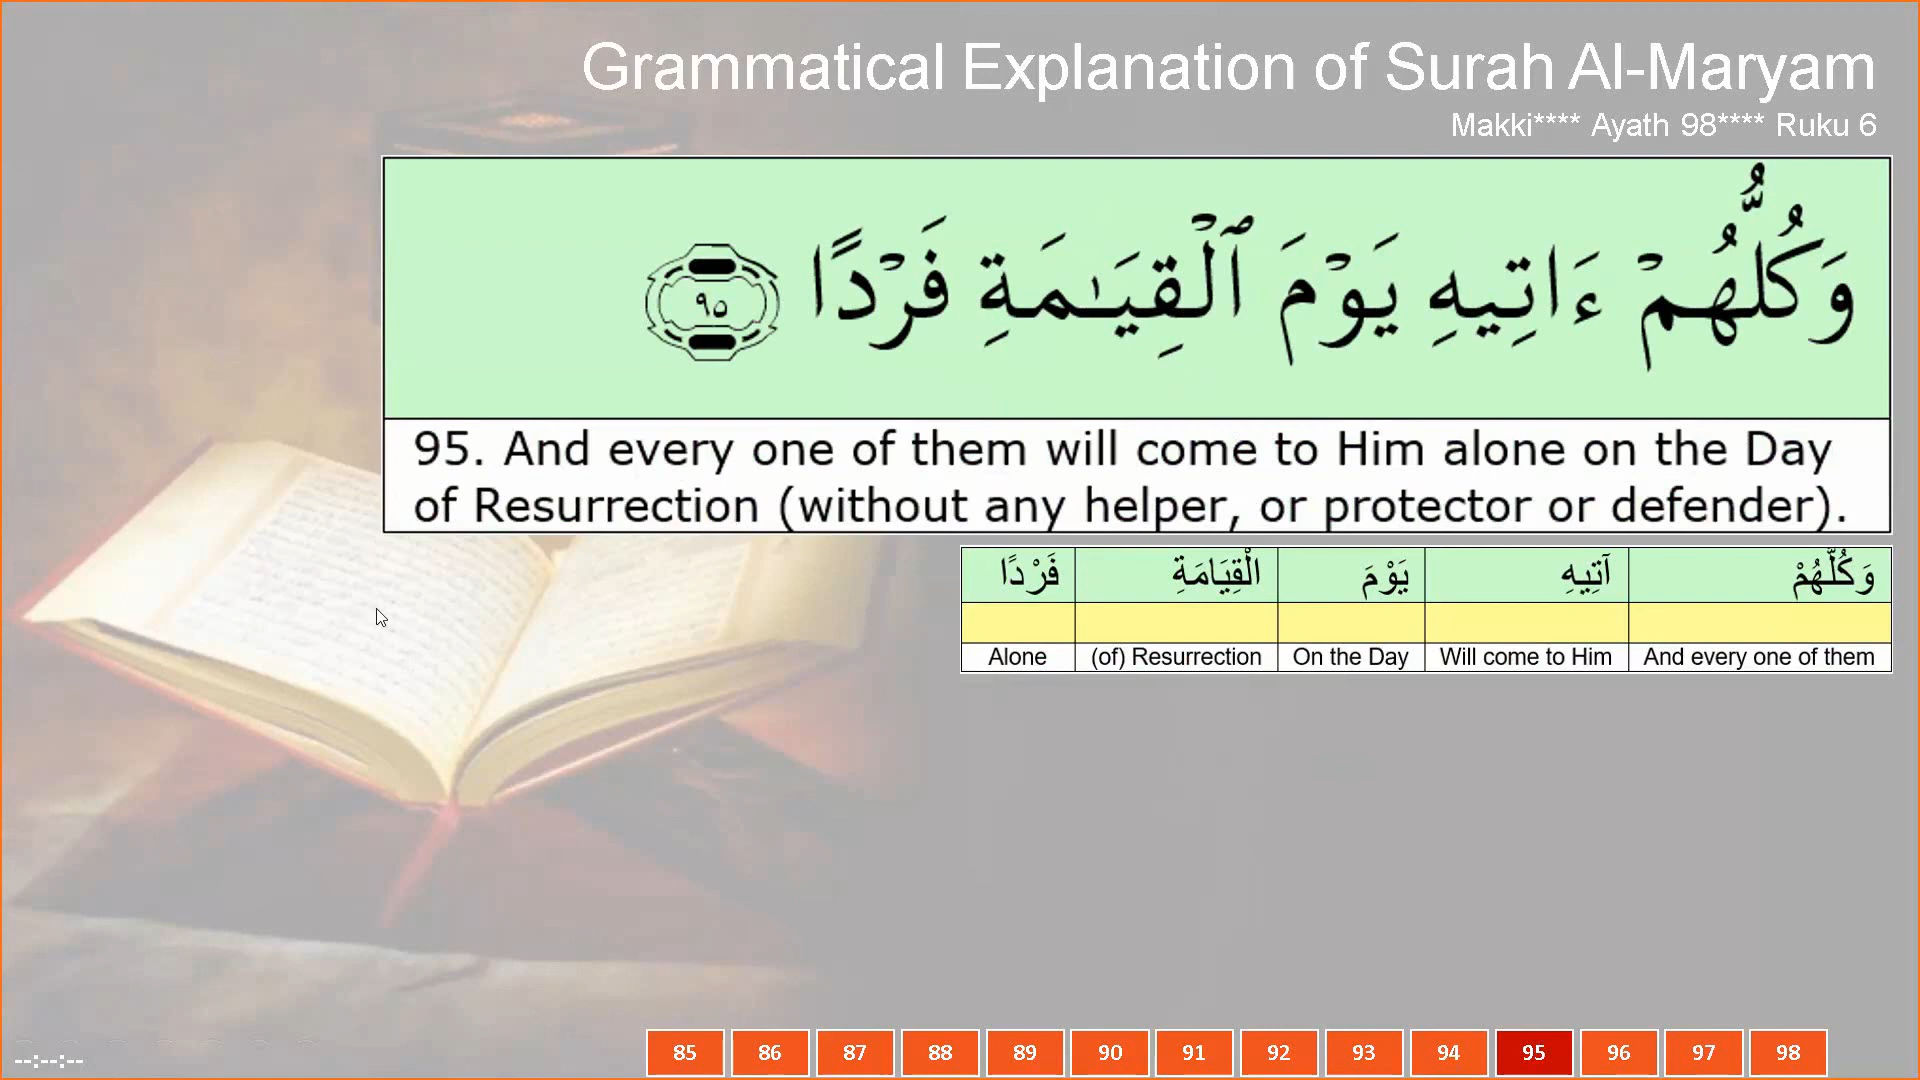 Grammatical Explanation of Surah Al-Maryam
Makki**** Ayath 98**** Ruku 6
وَكُلُّهُمْ ءَاتِيهِ يَوْمَ ٱلْقِيَـٰمَةِ فَرْدًا ٩٥
95. And every one of them will come to Him alone on the Day
of Resurrection (without any helper, or protector or defender).
وَكُلُّهُمْ آتِيهِ يَوْمَ الْقِيَامَةِ فَرْدًا
Alone (of) Resurrection On the Day Will come to Him And every one of them
--:--:--
85 86 87 88 89 90 91 92 93 94 95 96 97 98